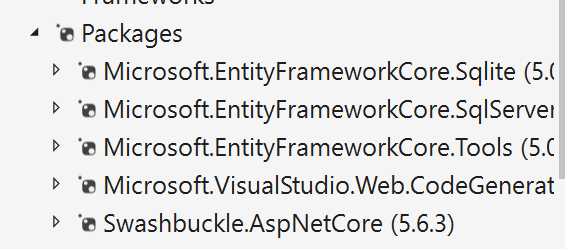 Frameworks
Packages
Microsoft.EntityFrameworkCore.Sqlite (5.0
Microsoft.EntityFrameworkCore.SqlServer
Microsoft.EntityFrameworkCore.Tools (5.0
Microsoft.VisualStudio.Web.CodeGenerat
Swashbuckle.AspNetCore (5.6.3)